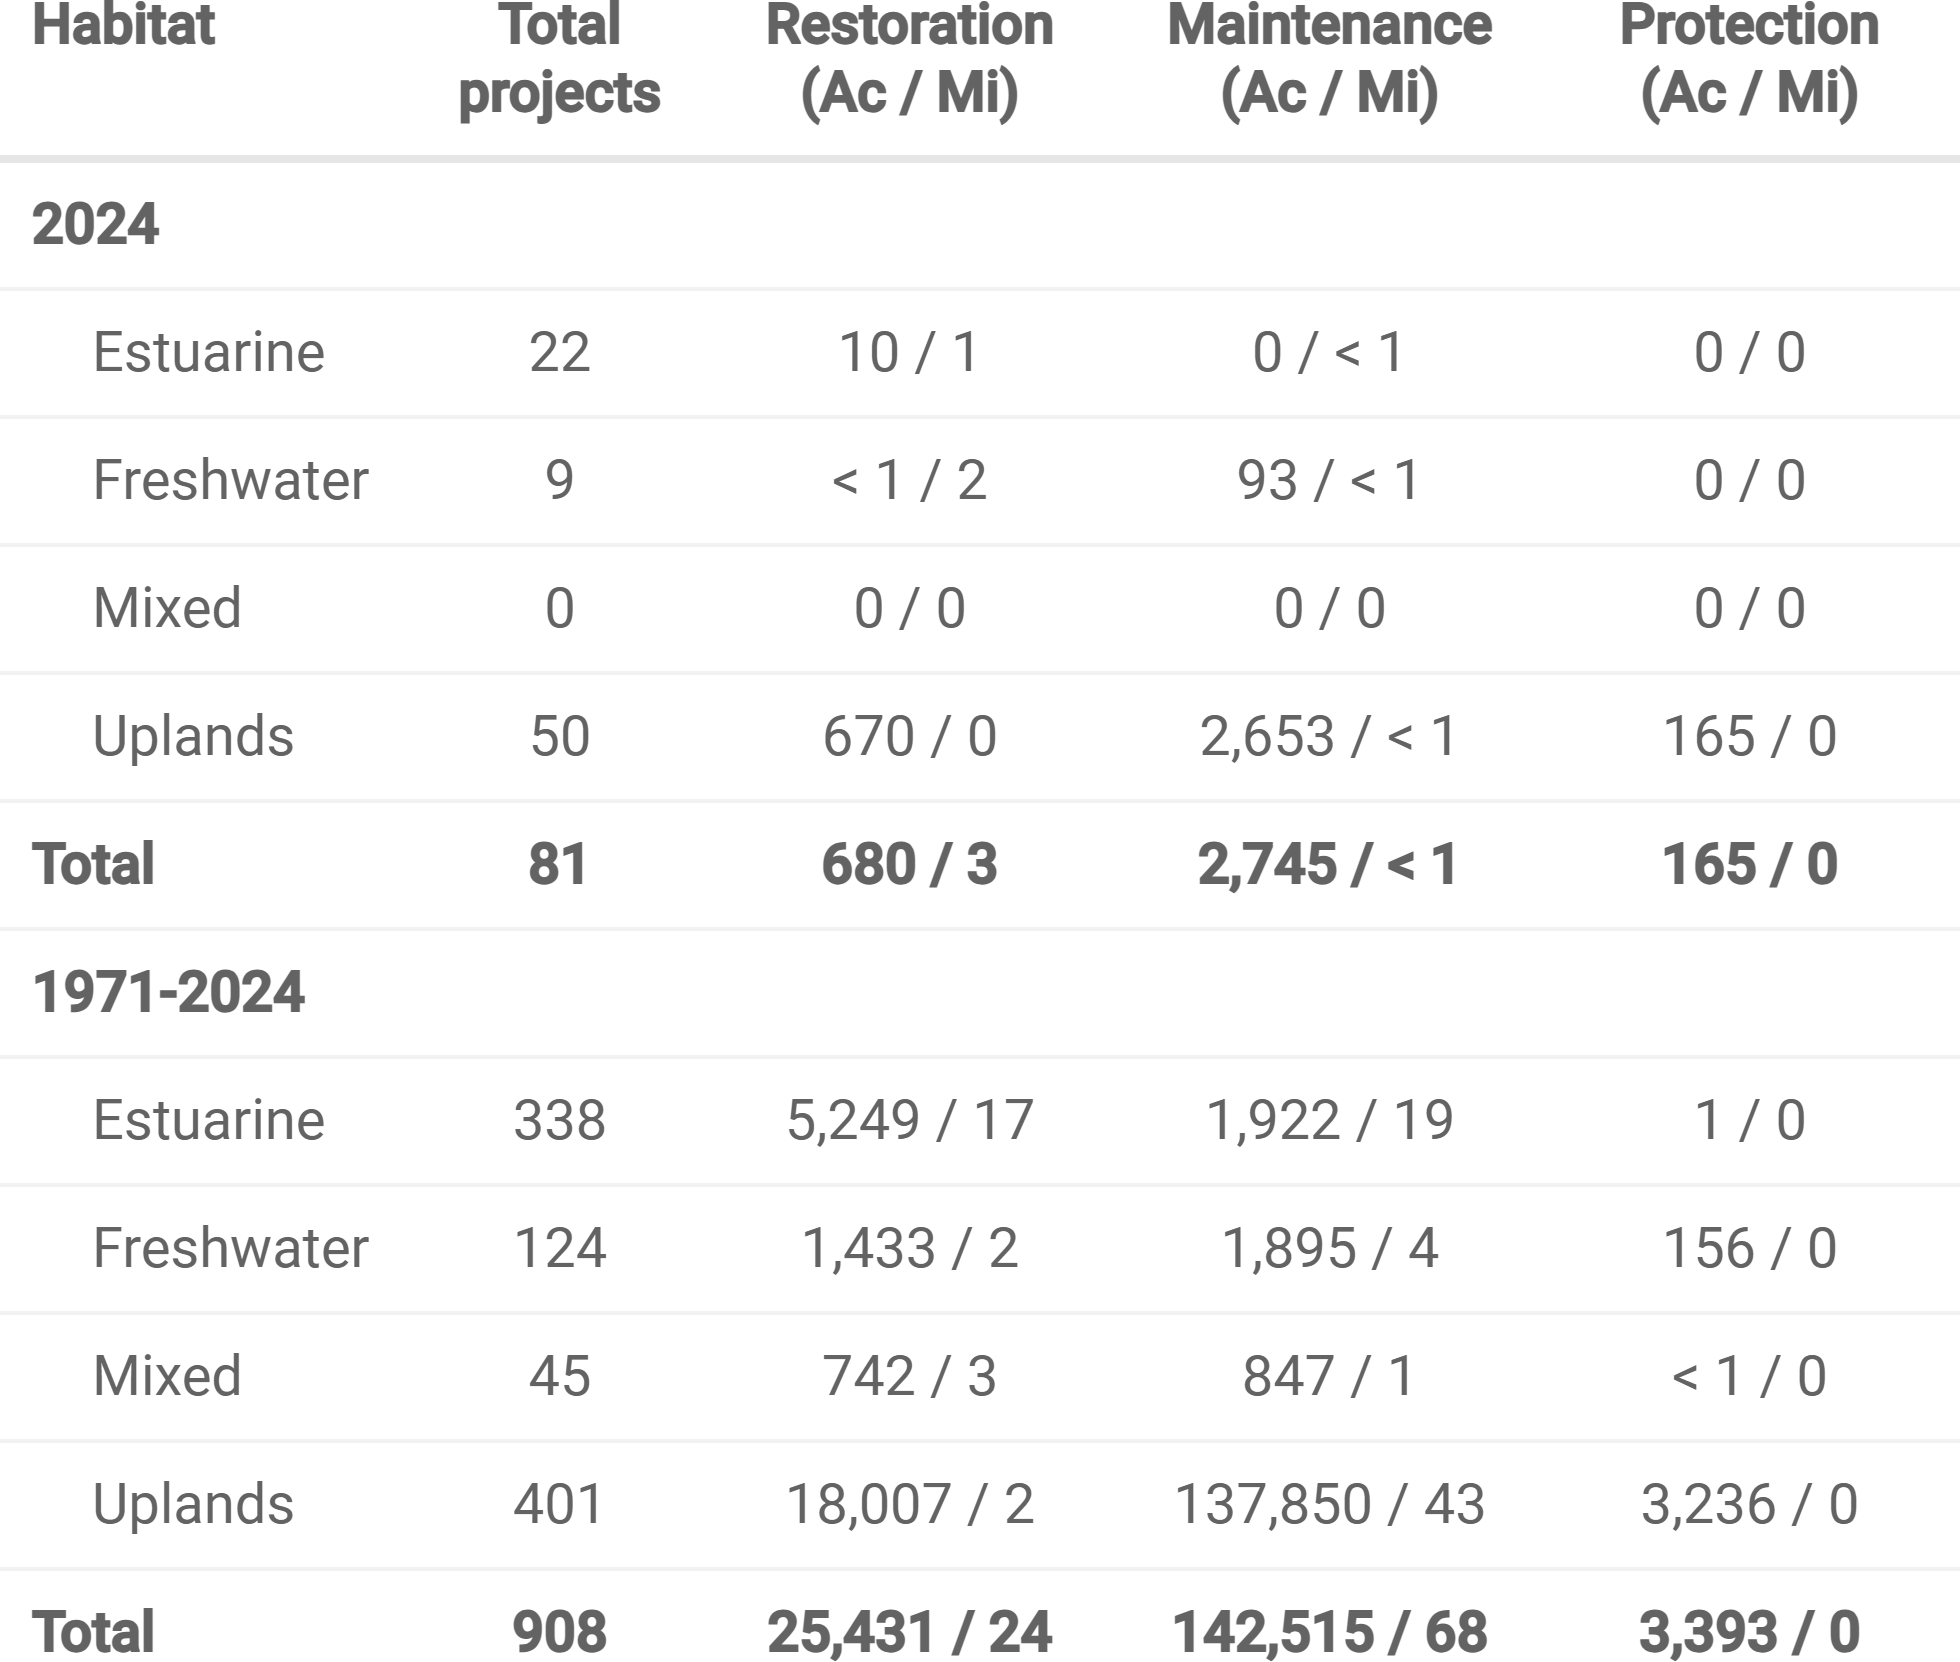 Habitat Total projects Restoration (Ac / Mi) Maintenance (Ac / Mi) Protection (Ac / Mi)
2024
Estuarine 22 10 / 1 0 / < 1 0 / 0
Freshwater 9 < 1 / 2 93 / < 1 0 / 0
Mixed 0 0 / 0 0 / 0 0 / 0
Uplands 50 670 / 0 2,653 / < 1 165 / 0
Total 81 680 / 3 2,745 / < 1 165 / 0
1971-2024
Estuarine 338 5,249 / 17 1,922 / 19 1 / 0
Freshwater 124 1,433 / 2 1,895 / 4 156 / 0
Mixed 45 742 / 3 847 / 1 < 1 / 0
Uplands 401 18,007 / 2 137,850 / 43 3,236 / 0
Total 908 25,431 / 24 142,515 / 68 3,393 / 0